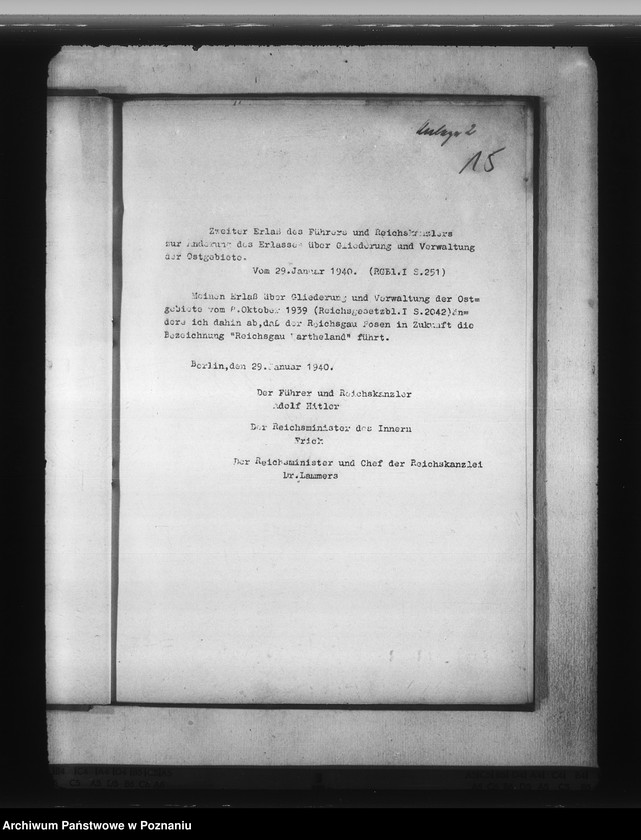 Anlage 2
15
Zweiter Erlaß des Führers und Reichskanzlers
zur Änderung des Erlasses über Gliederung und Verwaltung
der Ostgebiete.
Vom 29.Januar 1940. (RGBl.I S.251)
Meinen Erlaß über Gliederung und Verwaltung der Ost=
gebiete vom 8.Oktober 1939 (Reichsgesetzbl.I S.2042)än=
dere ich dahin ab,daß der Reichsgau Posen in Zukunft die
Bezeichnung "Reichsgau Wartheland" führt.
Berlin,den 29.Januar 1940.
Der Führer und Reichskanzler
Adolf Hitler
Der Reichsminister des Innern
Frick
Der Reichsminister und Chef der Reichskanzlei
Dr.Lammers
Archiwum Państwowe w Poznaniu